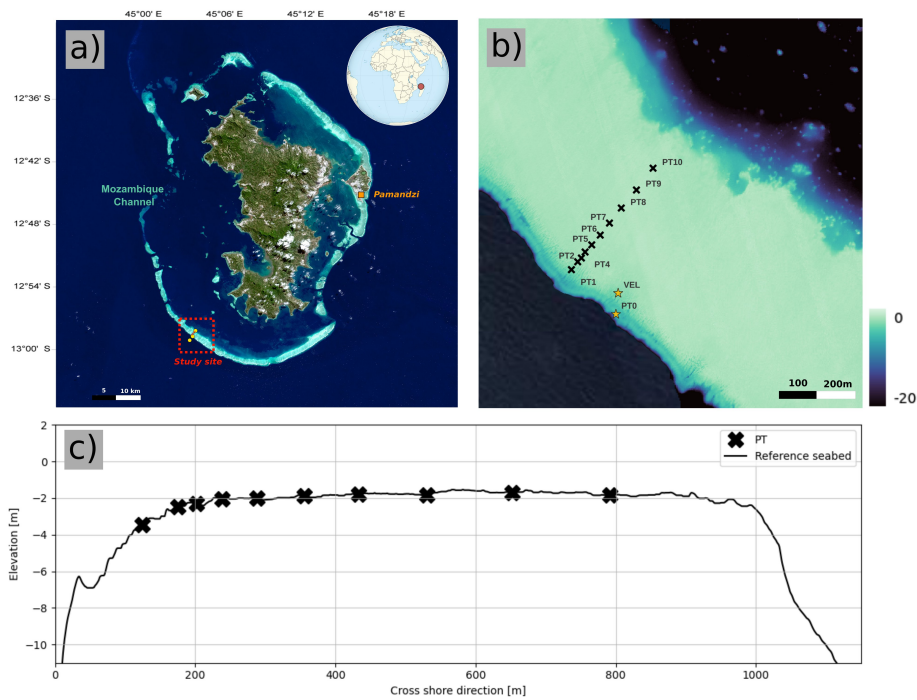 45°00' E 45°06' E 45°12' E 45°18' E
a)
b)
12°36' S
12°42' S
12°48' S
12°54' S
13°00' S
Mozambique
Channel
Pamandzi
Study site
5 10 km
PT10
PT9
PT8
PT7
PT6
PT5
PT2
PT4
PT1
VEL
PT0
100 200m
0
-20
c)
PT
Reference seabed
2
0
−2
−4
−6
−8
−10
Elevation [m]
0 200 400 600 800 1000
Cross shore direction [m]